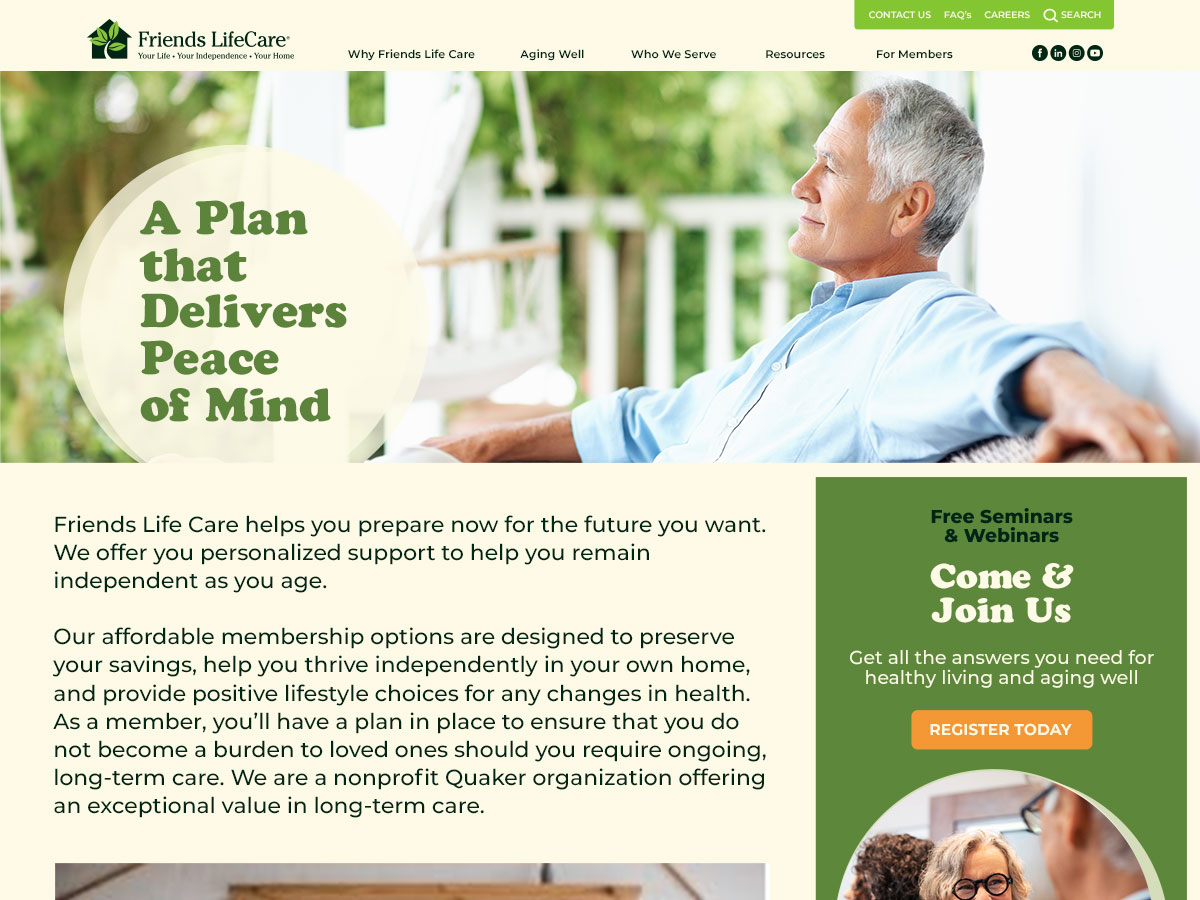 CONTACT US FAQ's CAREERS SEARCH
Friends LifeCare®
Your Life • Your Independence • Your Home
Why Friends Life Care Aging Well Who We Serve Resources For Members
A Plan
that
Delivers
Peace
of Mind
Friends Life Care helps you prepare now for the future you want.
We offer you personalized support to help you remain
independent as you age.
Our affordable membership options are designed to preserve
your savings, help you thrive independently in your own home,
and provide positive lifestyle choices for any changes in health.
As a member, you’ll have a plan in place to ensure that you do
not become a burden to loved ones should you require ongoing,
long-term care. We are a nonprofit Quaker organization offering
an exceptional value in long-term care.
Free Seminars
& Webinars
Come &
Join Us
Get all the answers you need for
healthy living and aging well
REGISTER TODAY